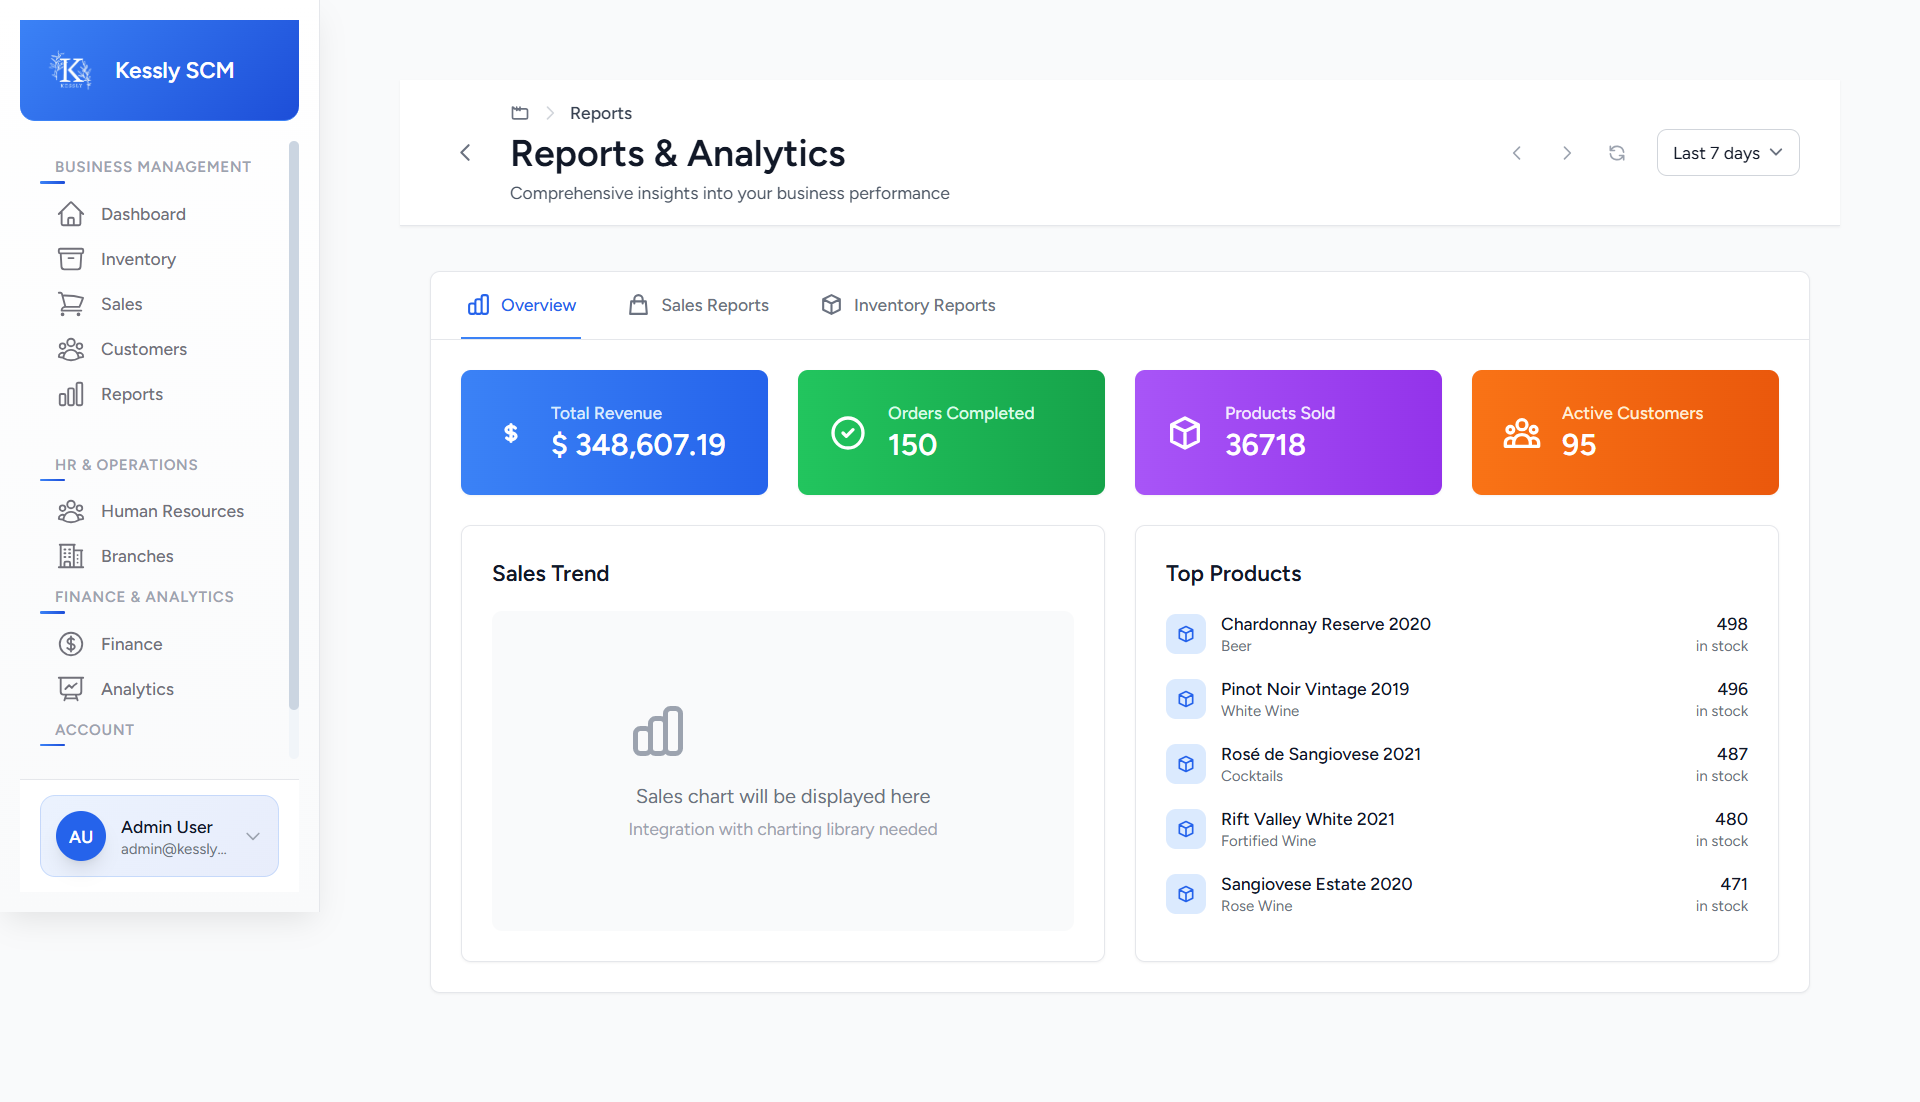 K
KESSLY
Kessly SCM
BUSINESS MANAGEMENT
Dashboard
Inventory
Sales
Customers
Reports
HR & OPERATIONS
Human Resources
Branches
FINANCE & ANALYTICS
Finance
Analytics
ACCOUNT
AU
Admin User
admin@kessly...
Reports
Reports & Analytics
Comprehensive insights into your business performance
Last 7 days
Overview
Sales Reports
Inventory Reports
Total Revenue
$ 348,607.19
Orders Completed
150
Products Sold
36718
Active Customers
95
Sales Trend
Sales chart will be displayed here
Integration with charting library needed
Top Products
Chardonnay Reserve 2020
498
Beer
in stock
Pinot Noir Vintage 2019
496
White Wine
in stock
Rosé de Sangiovese 2021
487
Cocktails
in stock
Rift Valley White 2021
480
Fortified Wine
in stock
Sangiovese Estate 2020
471
Rose Wine
in stock